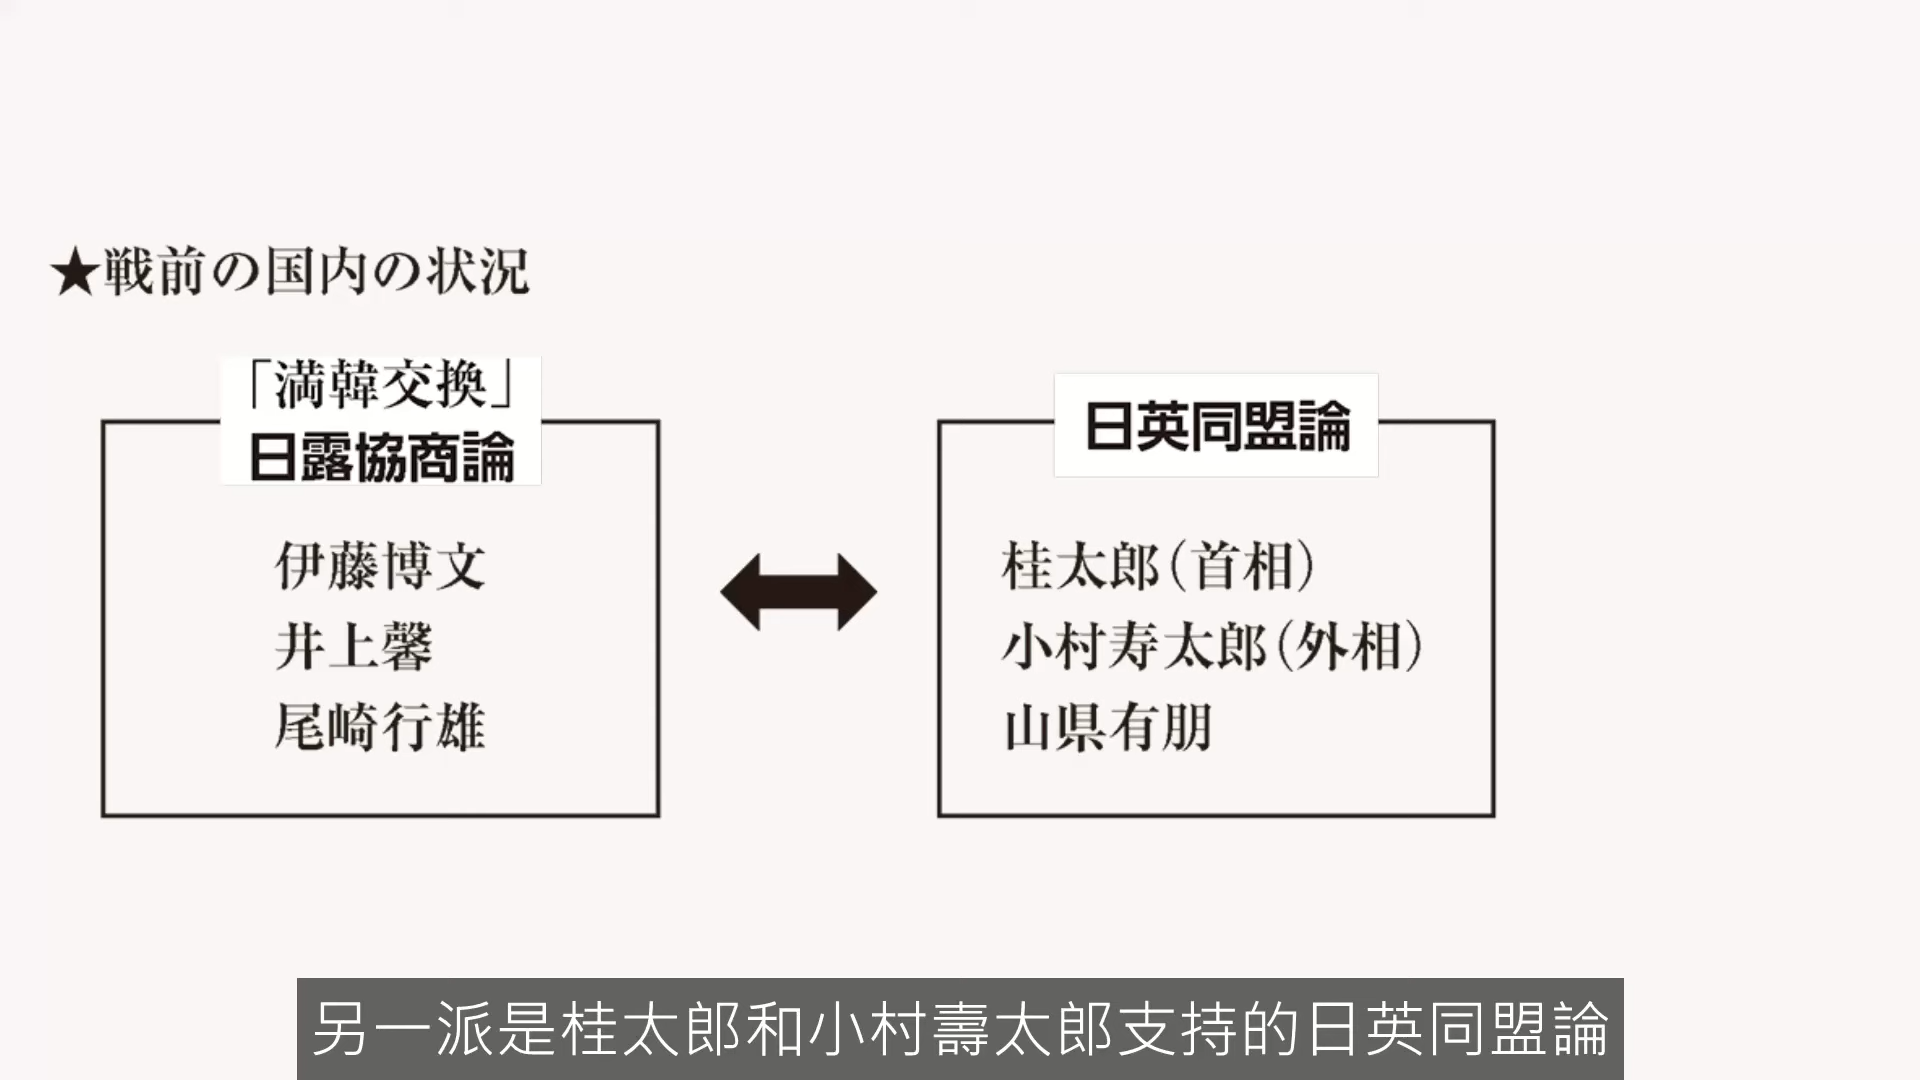 ★戦前の国内の状況
「満韓交換」
日露協商論
伊藤博文
井上馨
尾崎行雄
日英同盟論
桂太郎（首相）
小村寿太郎（外相）
山県有朋
另一派是桂太郎和小村壽太郎支持的日英同盟論